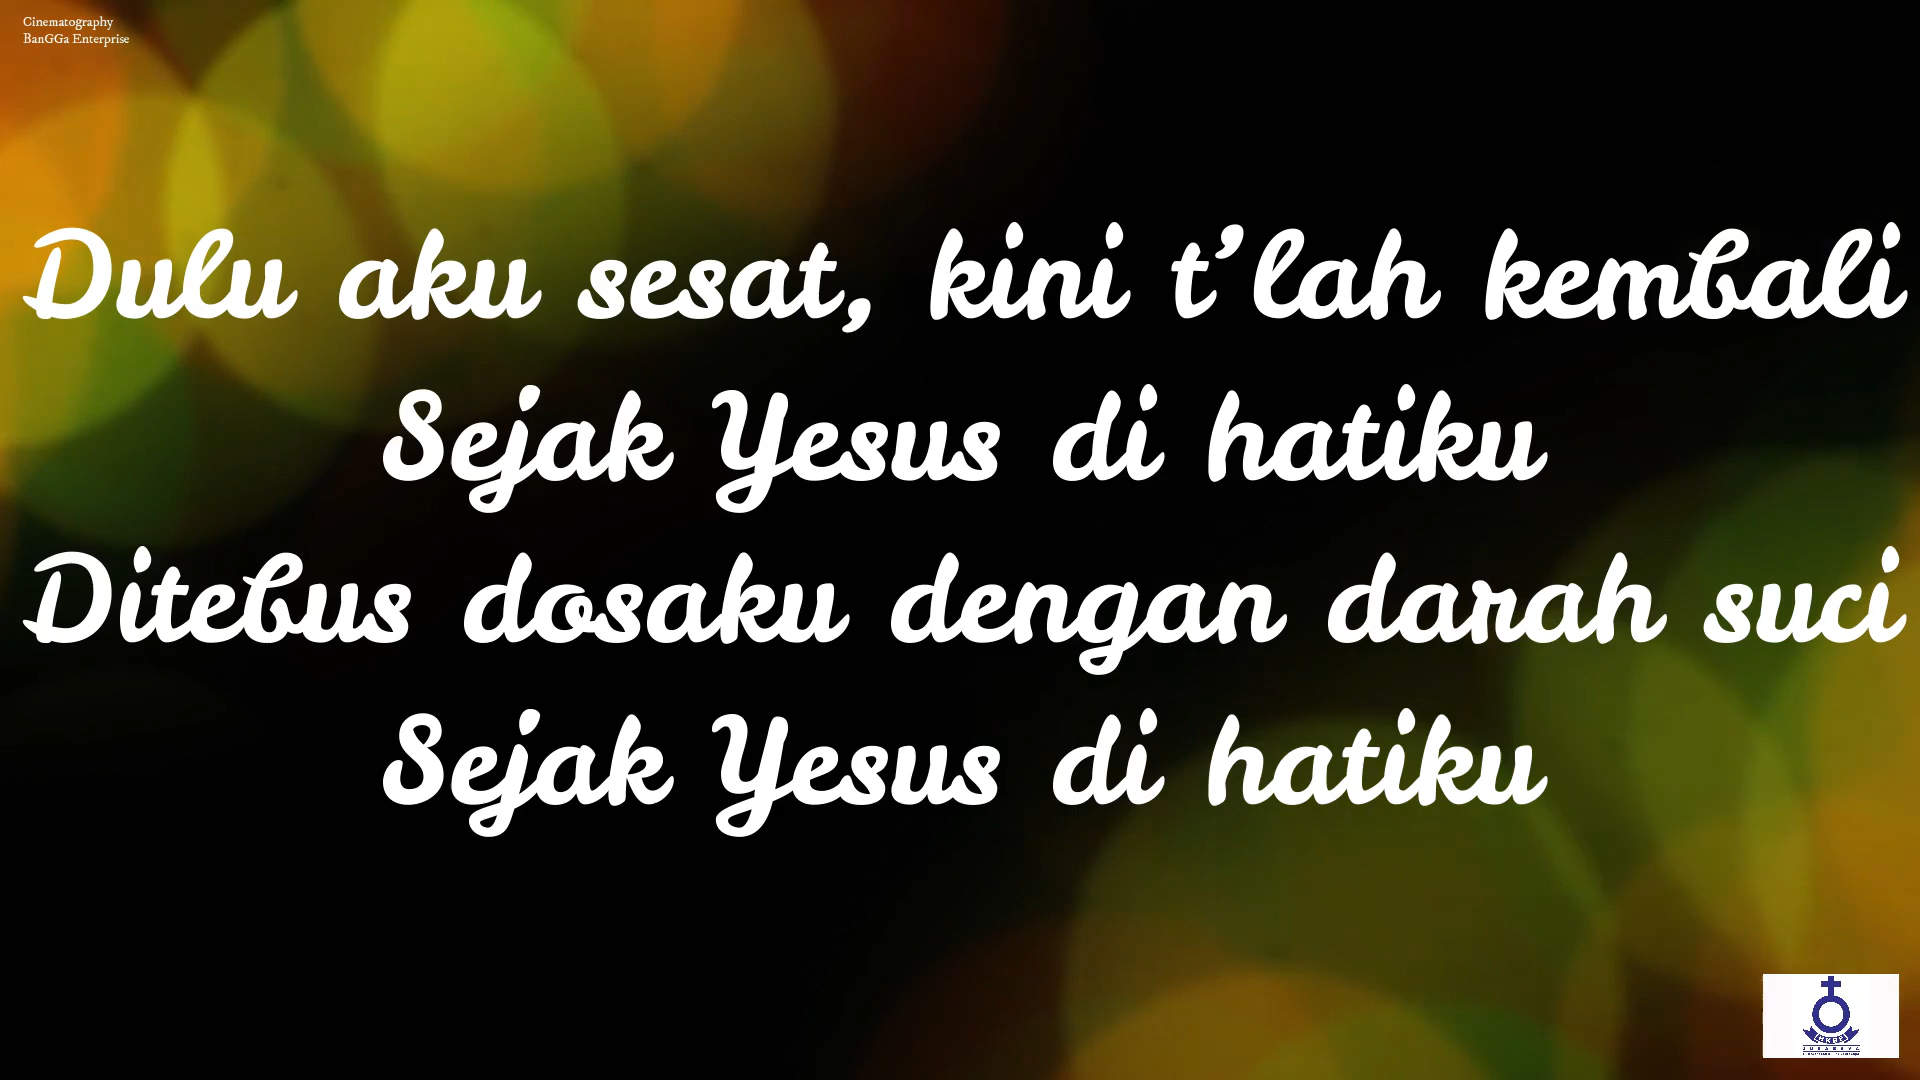 Cinematography
BanGGa Enterprise
Dulu aku sesat, kini t’lah kembali
Sejak Yesus di hatiku
Ditebus dosaku dengan darah suci
Sejak Yesus di hatiku